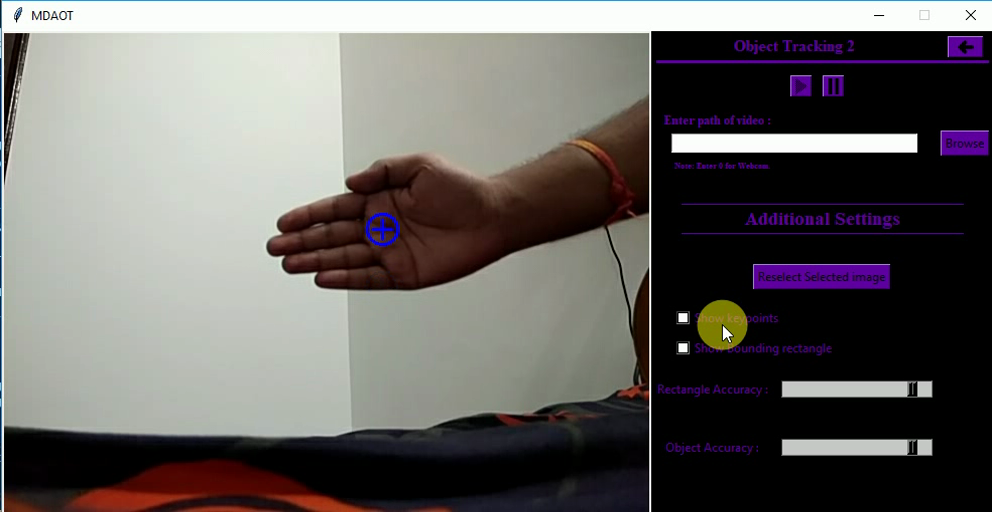 MDAOT
Object Tracking 2
Enter path of video :
Browse
Note: Enter 0 for Webcam
Additional Settings
Reselect Selected image
Show keypoints
Show bounding rectangle
Rectangle Accuracy :
Object Accuracy :